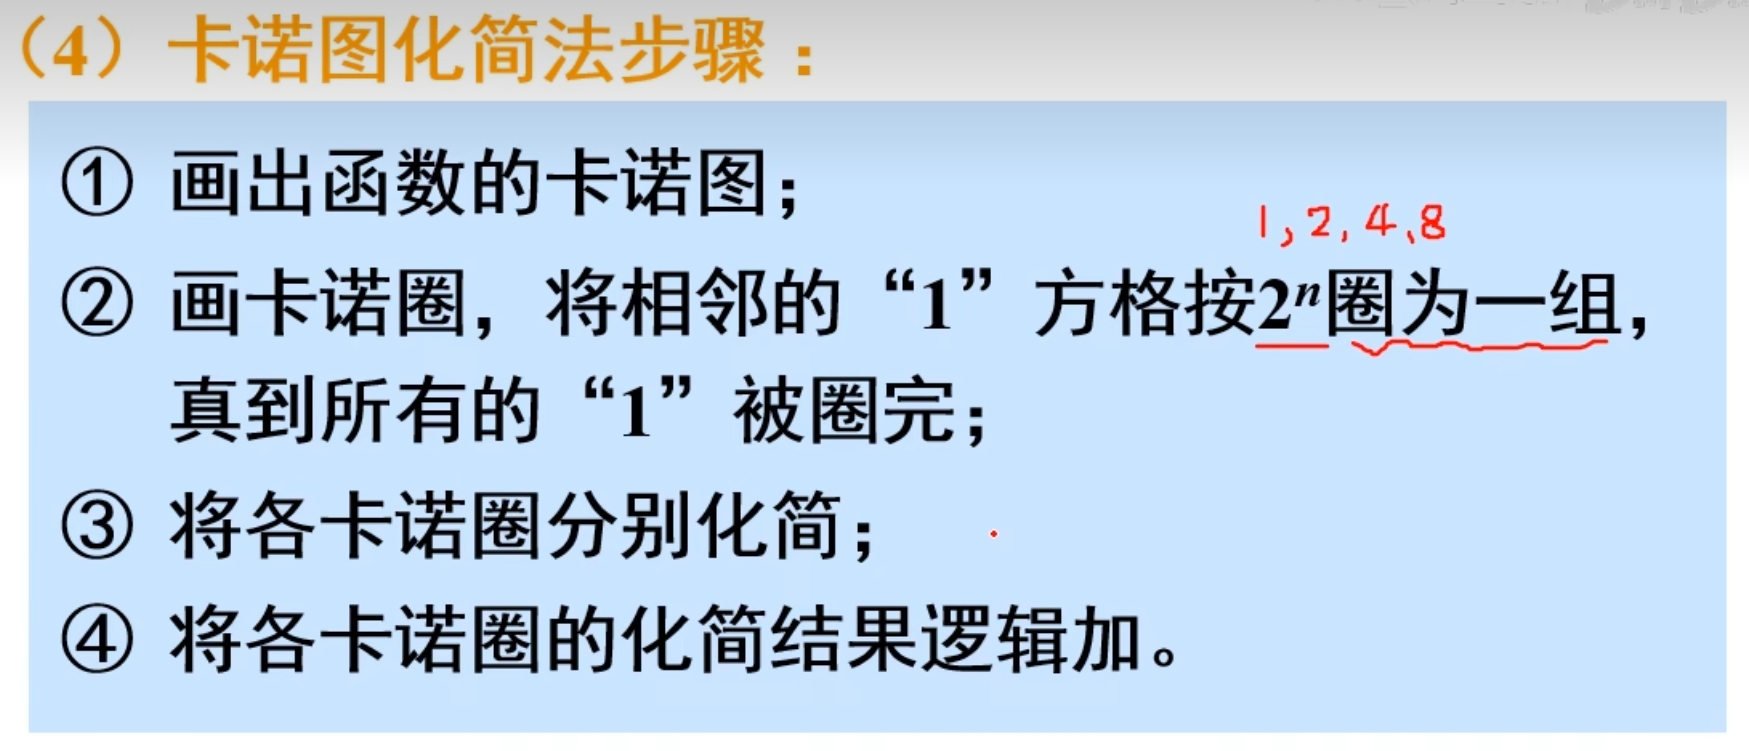 （4）卡诺图化简法步骤：
① 画出函数的卡诺图；
1,2,4、8
② 画卡诺圈，将相邻的“1”方格按2ⁿ圈为一组，
真到所有的“1”被圈完；
③ 将各卡诺圈分别化简；
④ 将各卡诺圈的化简结果逻辑加。